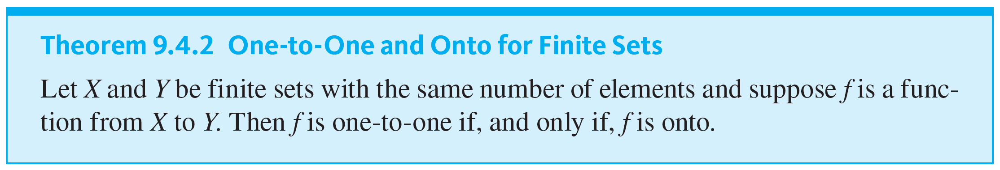 Theorem 9.4.2 One-to-One and Onto for Finite Sets
Let X and Y be finite sets with the same number of elements and suppose f is a func-
tion from X to Y. Then f is one-to-one if, and only if, f is onto.